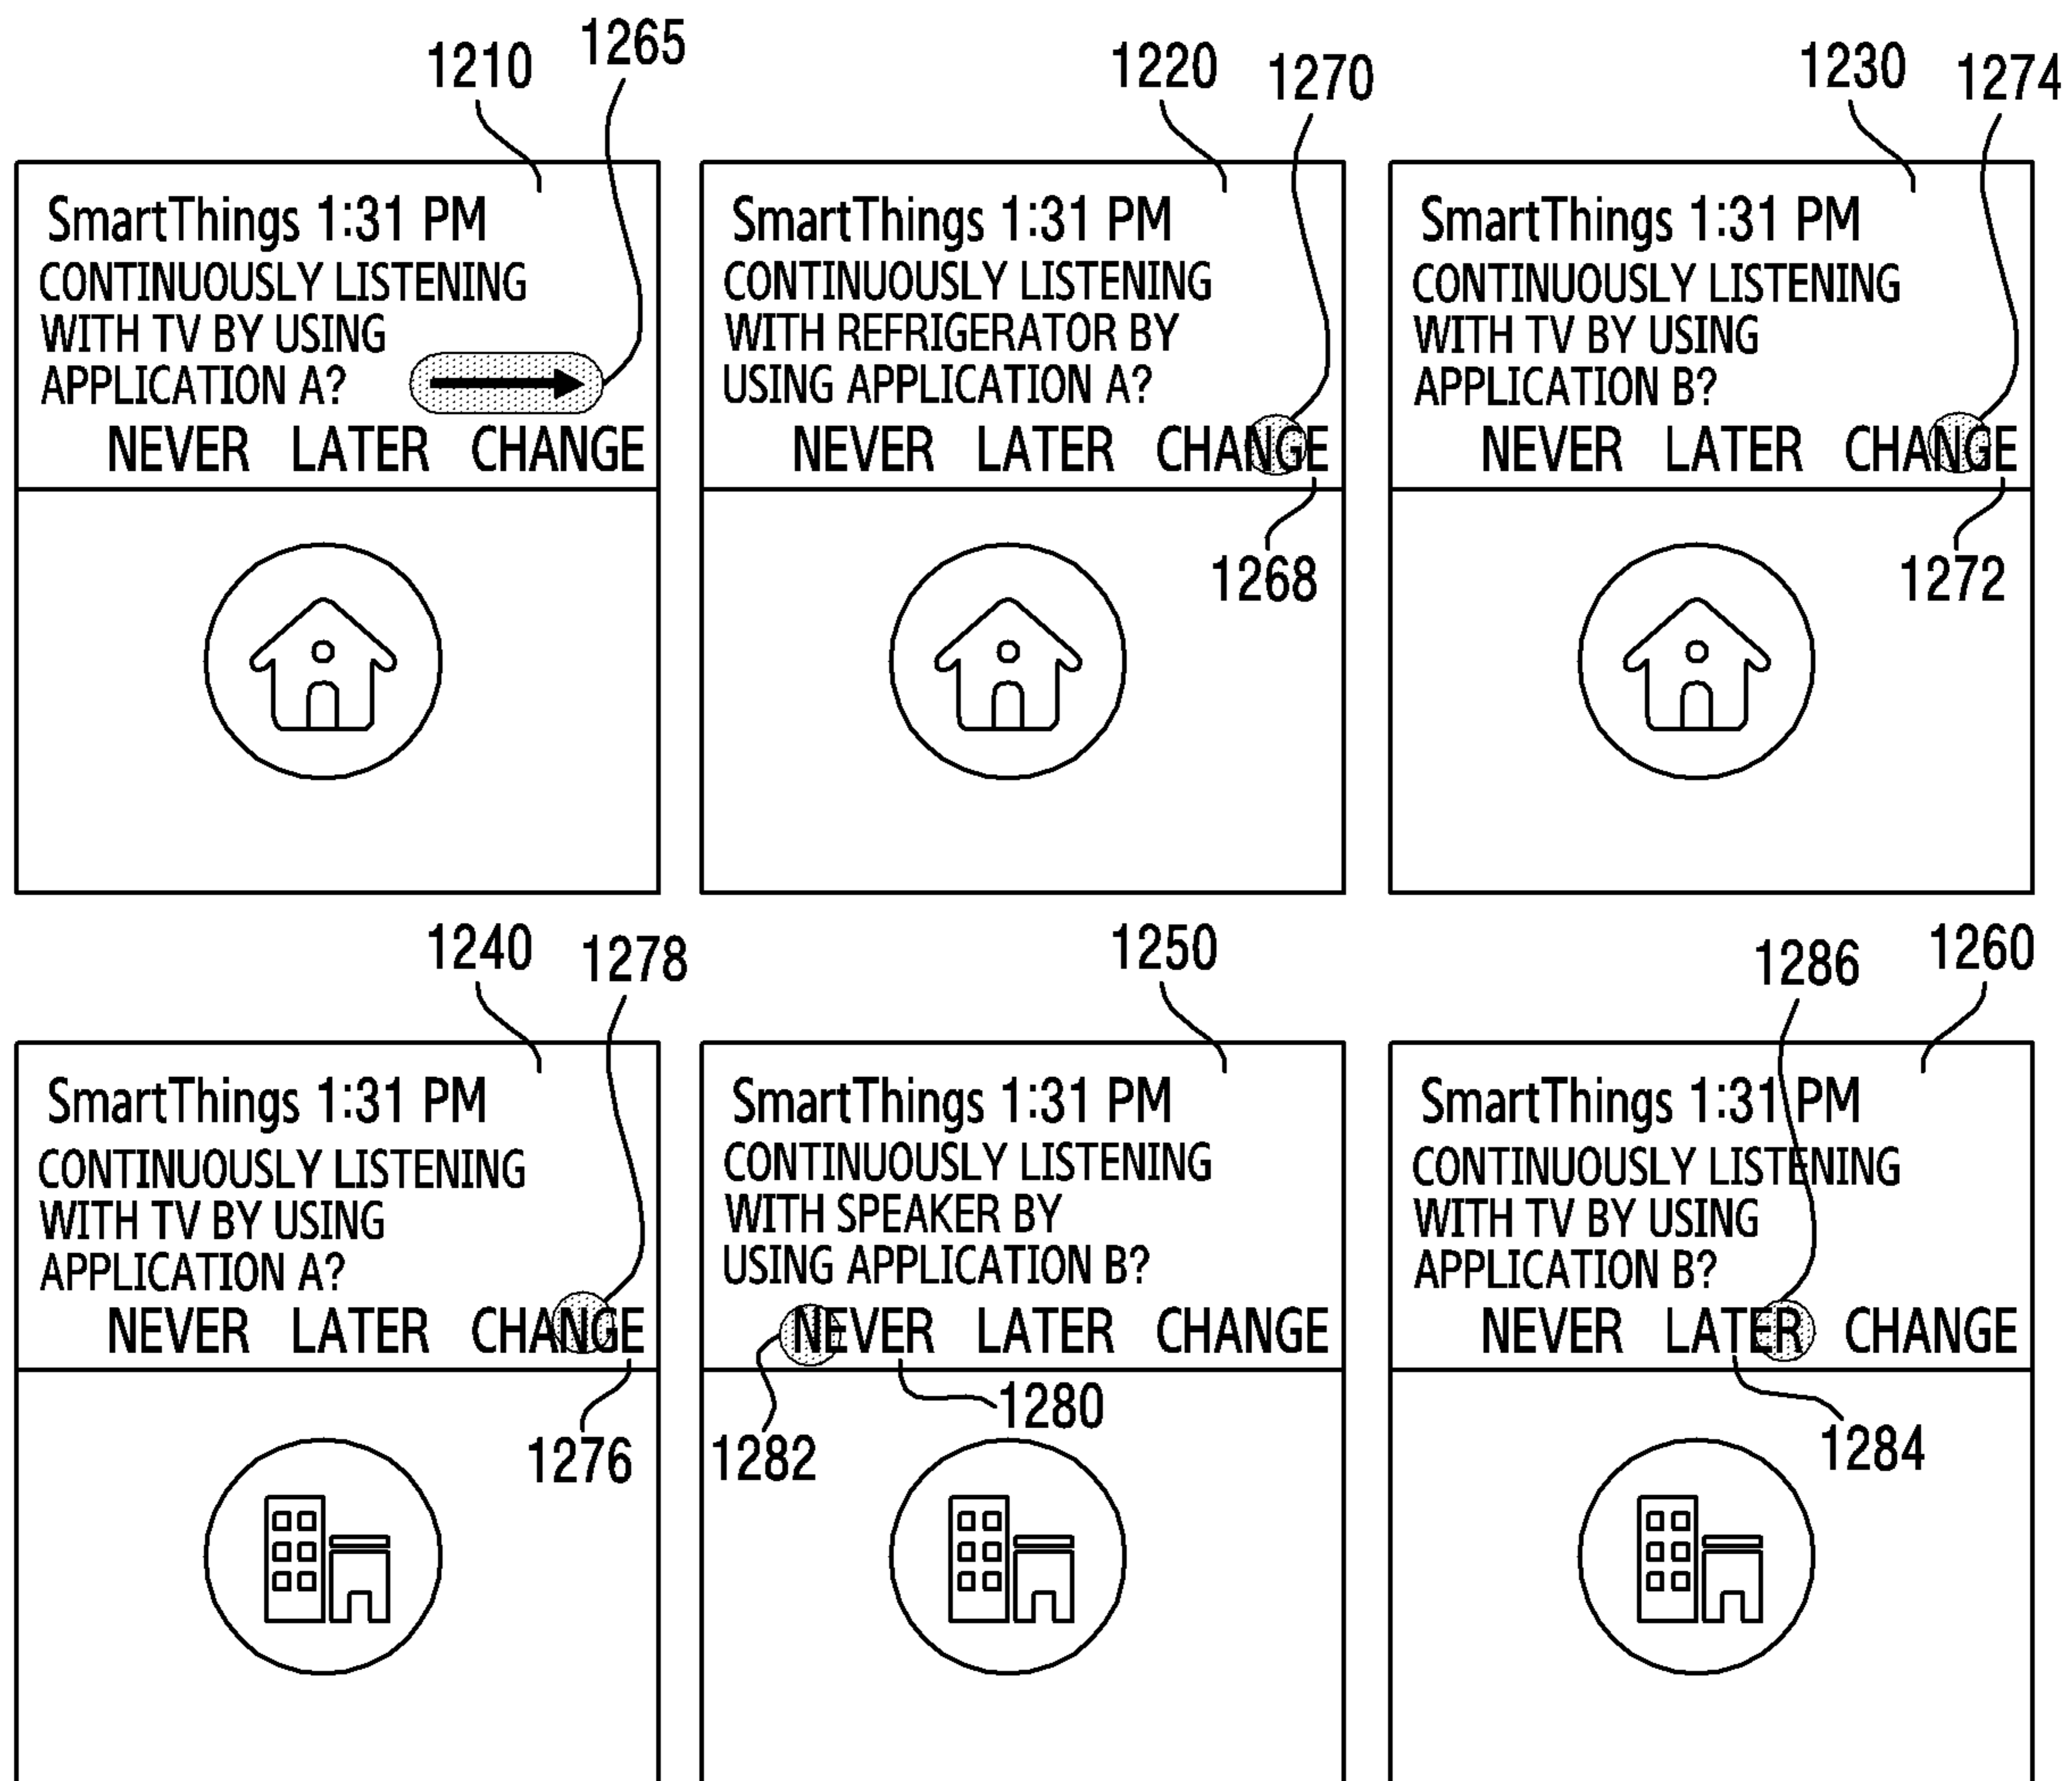 1210 1265
SmartThings 1:31 PM
CONTINUOUSLY LISTENING
WITH TV BY USING
APPLICATION A?
NEVER LATER CHANGE
1220 1270
SmartThings 1:31 PM
CONTINUOUSLY LISTENING
WITH REFRIGERATOR BY
USING APPLICATION A?
NEVER LATER CHANGE
1268
1230 1274
SmartThings 1:31 PM
CONTINUOUSLY LISTENING
WITH TV BY USING
APPLICATION B?
NEVER LATER CHANGE
1272
1240 1278
SmartThings 1:31 PM
CONTINUOUSLY LISTENING
WITH TV BY USING
APPLICATION A?
NEVER LATER CHANGE
1276
1250
SmartThings 1:31 PM
CONTINUOUSLY LISTENING
WITH SPEAKER BY
USING APPLICATION B?
NEVER LATER CHANGE
1280
1282
1286 1260
SmartThings 1:31 PM
CONTINUOUSLY LISTENING
WITH TV BY USING
APPLICATION B?
NEVER LATER CHANGE
1284